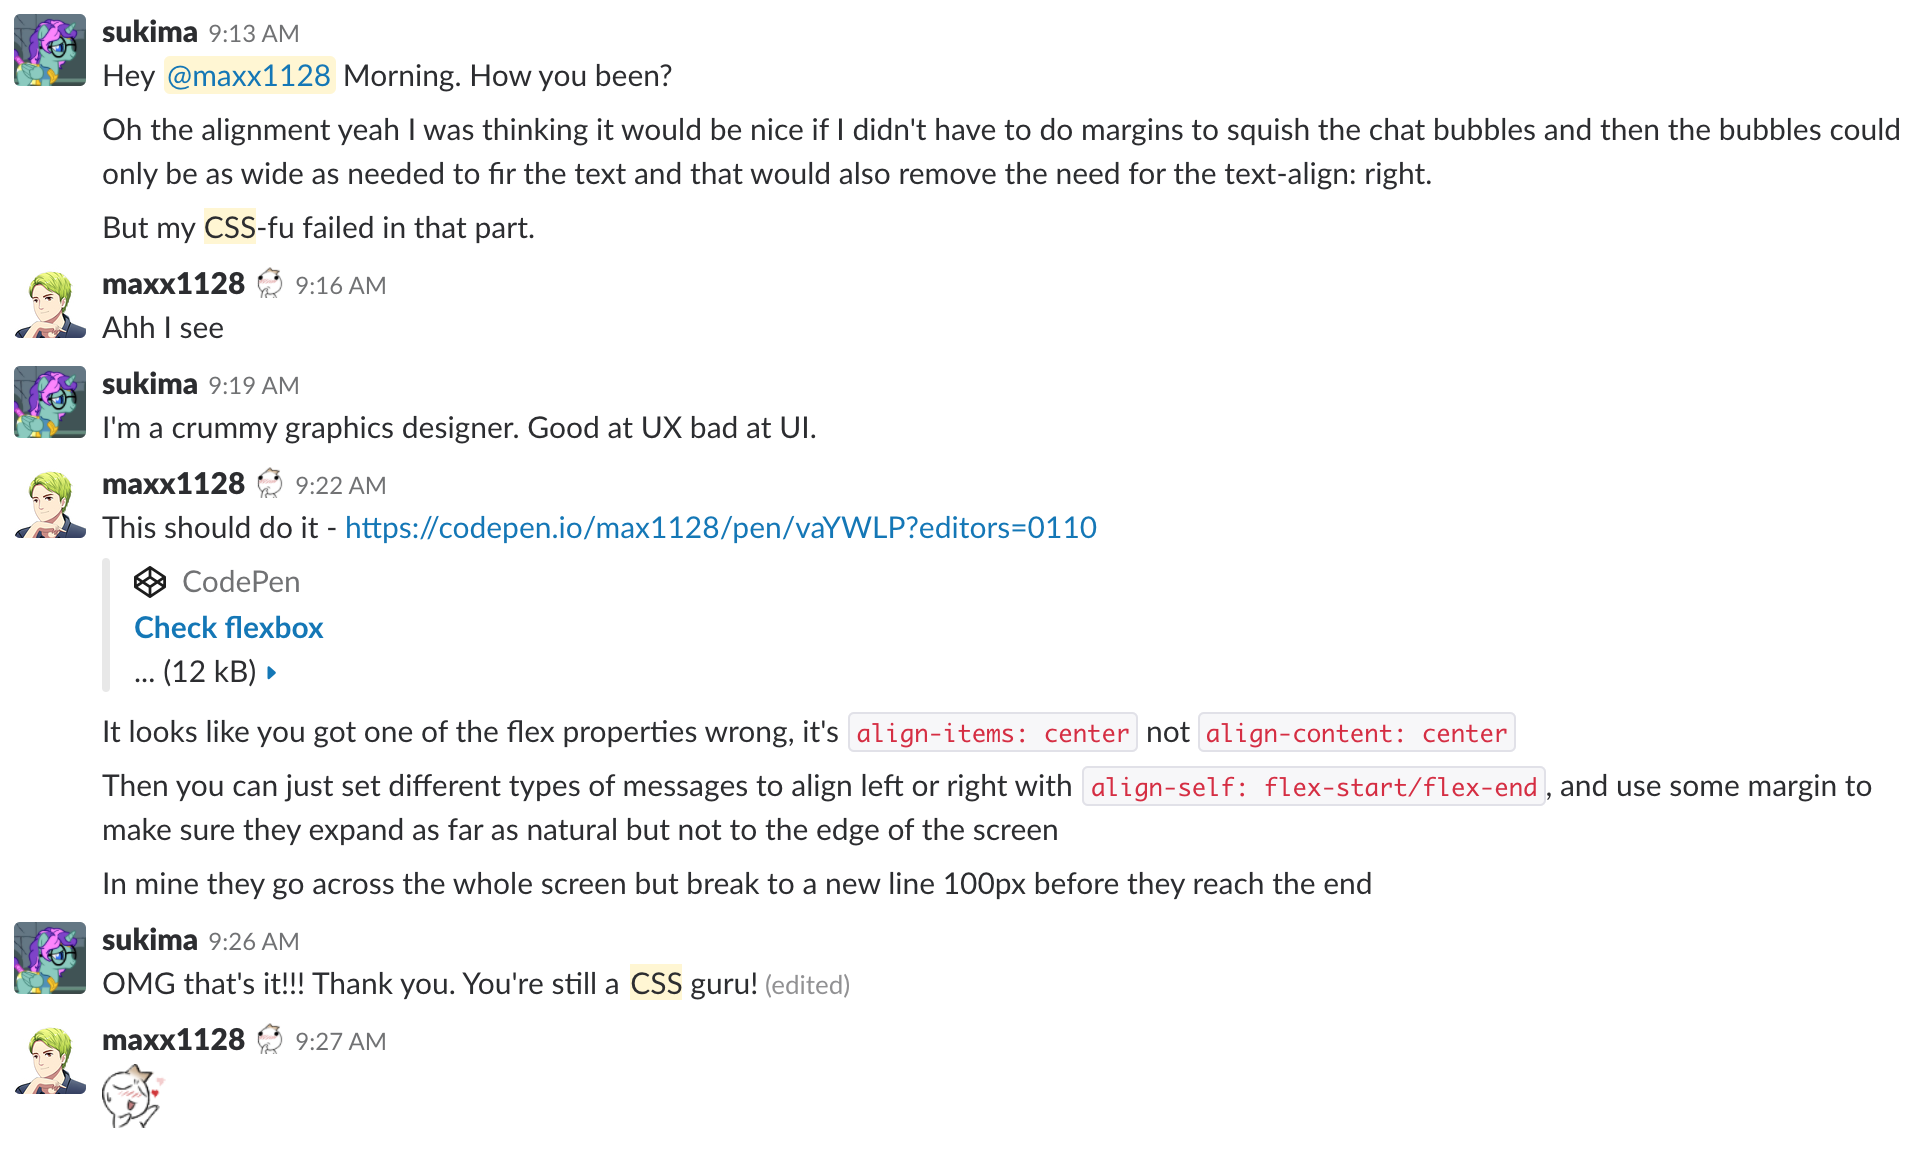 sukima 9:13 AM
Hey @maxx1128 Morning. How you been?
Oh the alignment yeah I was thinking it would be nice if I didn't have to do margins to squish the chat bubbles and then the bubbles could
only be as wide as needed to fir the text and that would also remove the need for the text-align: right.
But my CSS-fu failed in that part.
maxx1128 9:16 AM
Ahh I see
sukima 9:19 AM
I'm a crummy graphics designer. Good at UX bad at UI.
maxx1128 9:22 AM
This should do it - https://codepen.io/max1128/pen/vaYWLP?editors=0110
CodePen
Check flexbox
... (12 kB)
It looks like you got one of the flex properties wrong, it's align-items: center not align-content: center
Then you can just set different types of messages to align left or right with align-self: flex-start/flex-end, and use some margin to
make sure they expand as far as natural but not to the edge of the screen
In mine they go across the whole screen but break to a new line 100px before they reach the end
sukima 9:26 AM
OMG that's it!!! Thank you. You're still a CSS guru! (edited)
maxx1128 9:27 AM